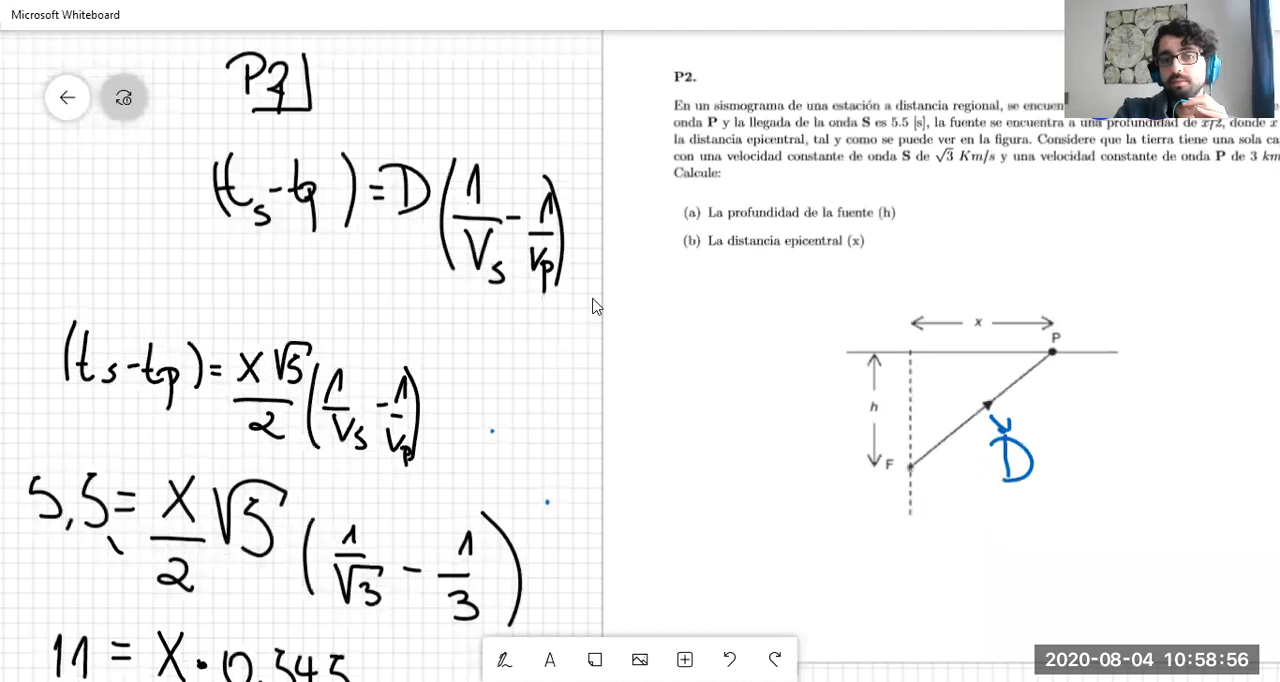 Microsoft Whiteboard
P2
(ts-tp) = D (1/Vs - 1/Vp)
(ts-tp) = x√5/2 (1/Vs - 1/Vp)
5,5 = x/2 √5 (1/√3 - 1/3)
11 = x · 0.545
P2.
En un sismograma de una estación a distancia regional, se encuen
onda P y la llegada de la onda S es 5.5 [s], la fuente se encuentra a una profundidad de x/2, donde x
la distancia epicentral, tal y como se puede ver en la figura. Considere que la tierra tiene una sola ca
con una velocidad constante de onda S de √3 Km/s y una velocidad constante de onda P de 3 km
Calcule:
(a) La profundidad de la fuente (h)
(b) La distancia epicentral (x)
x
P
h
F
D
A
2020-08-04 10:58:56